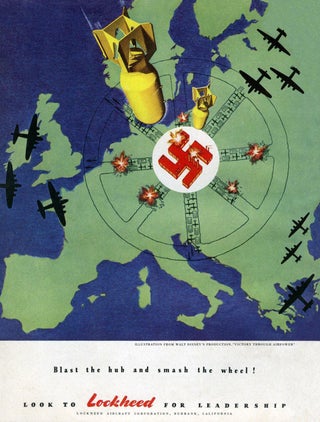 ILLUSTRATION FROM WALT DISNEY'S PRODUCTION, "VICTORY THROUGH AIRPOWER"
Blast the hub and smash the wheel!
LOOK TO Lockheed FOR LEADERSHIP
LOCKHEED AIRCRAFT CORPORATION, BURBANK, CALIFORNIA